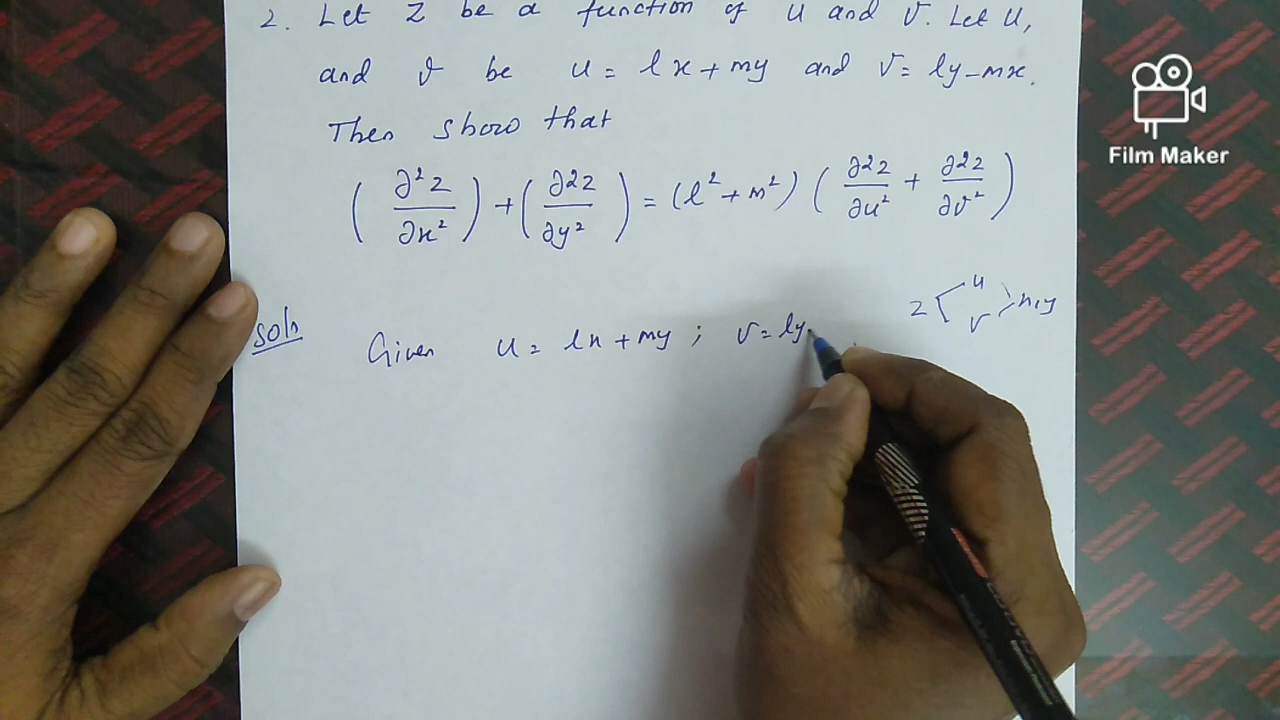 2. Let Z be a function of u and v. Let u,
and v be u = lx + my and v = ly - mx.
Then show that
(∂²z/∂x²) + (∂²z/∂y²) = (l² + m²) (∂²z/∂u² + ∂²z/∂v²)
Soln
Given u = lx + my ; v = ly
z < u v > x, y
Film Maker